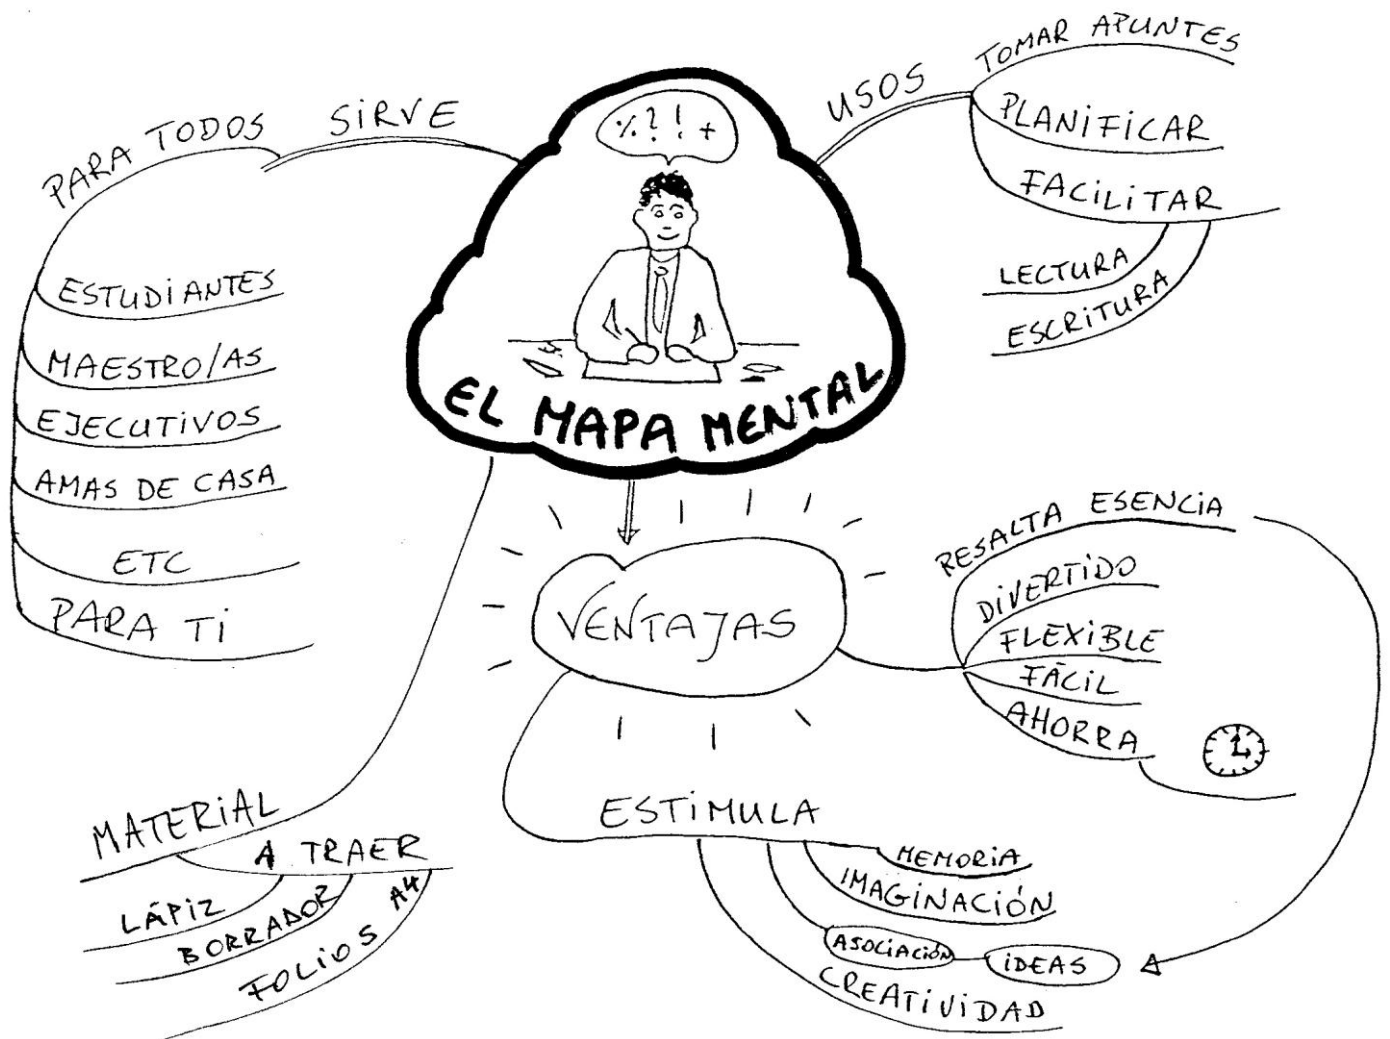 %?!+
EL MAPA MENTAL
SIRVE
PARA TODOS
ESTUDIANTES
MAESTRO/AS
EJECUTIVOS
AMAS DE CASA
ETC
PARA TI
USOS
TOMAR APUNTES
PLANIFICAR
FACILITAR
LECTURA
ESCRITURA
VENTAJAS
RESALTA ESENCIA
DIVERTIDO
FLEXIBLE
FÁCIL
AHORRA
ESTIMULA
MEMORIA
IMAGINACIÓN
ASOCIACIÓN
IDEAS
CREATIVIDAD
MATERIAL
A TRAER
LÁPIZ
BORRADOR
FOLIOS A4